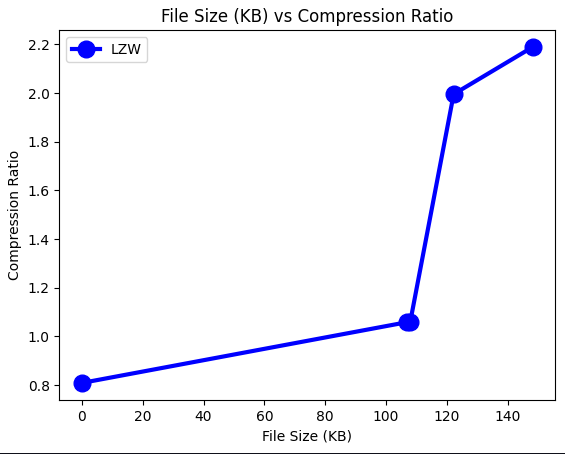 File Size (KB) vs Compression Ratio
LZW
2.2
2.0
1.8
1.6
1.4
1.2
1.0
0.8
Compression Ratio
0 20 40 60 80 100 120 140
File Size (KB)